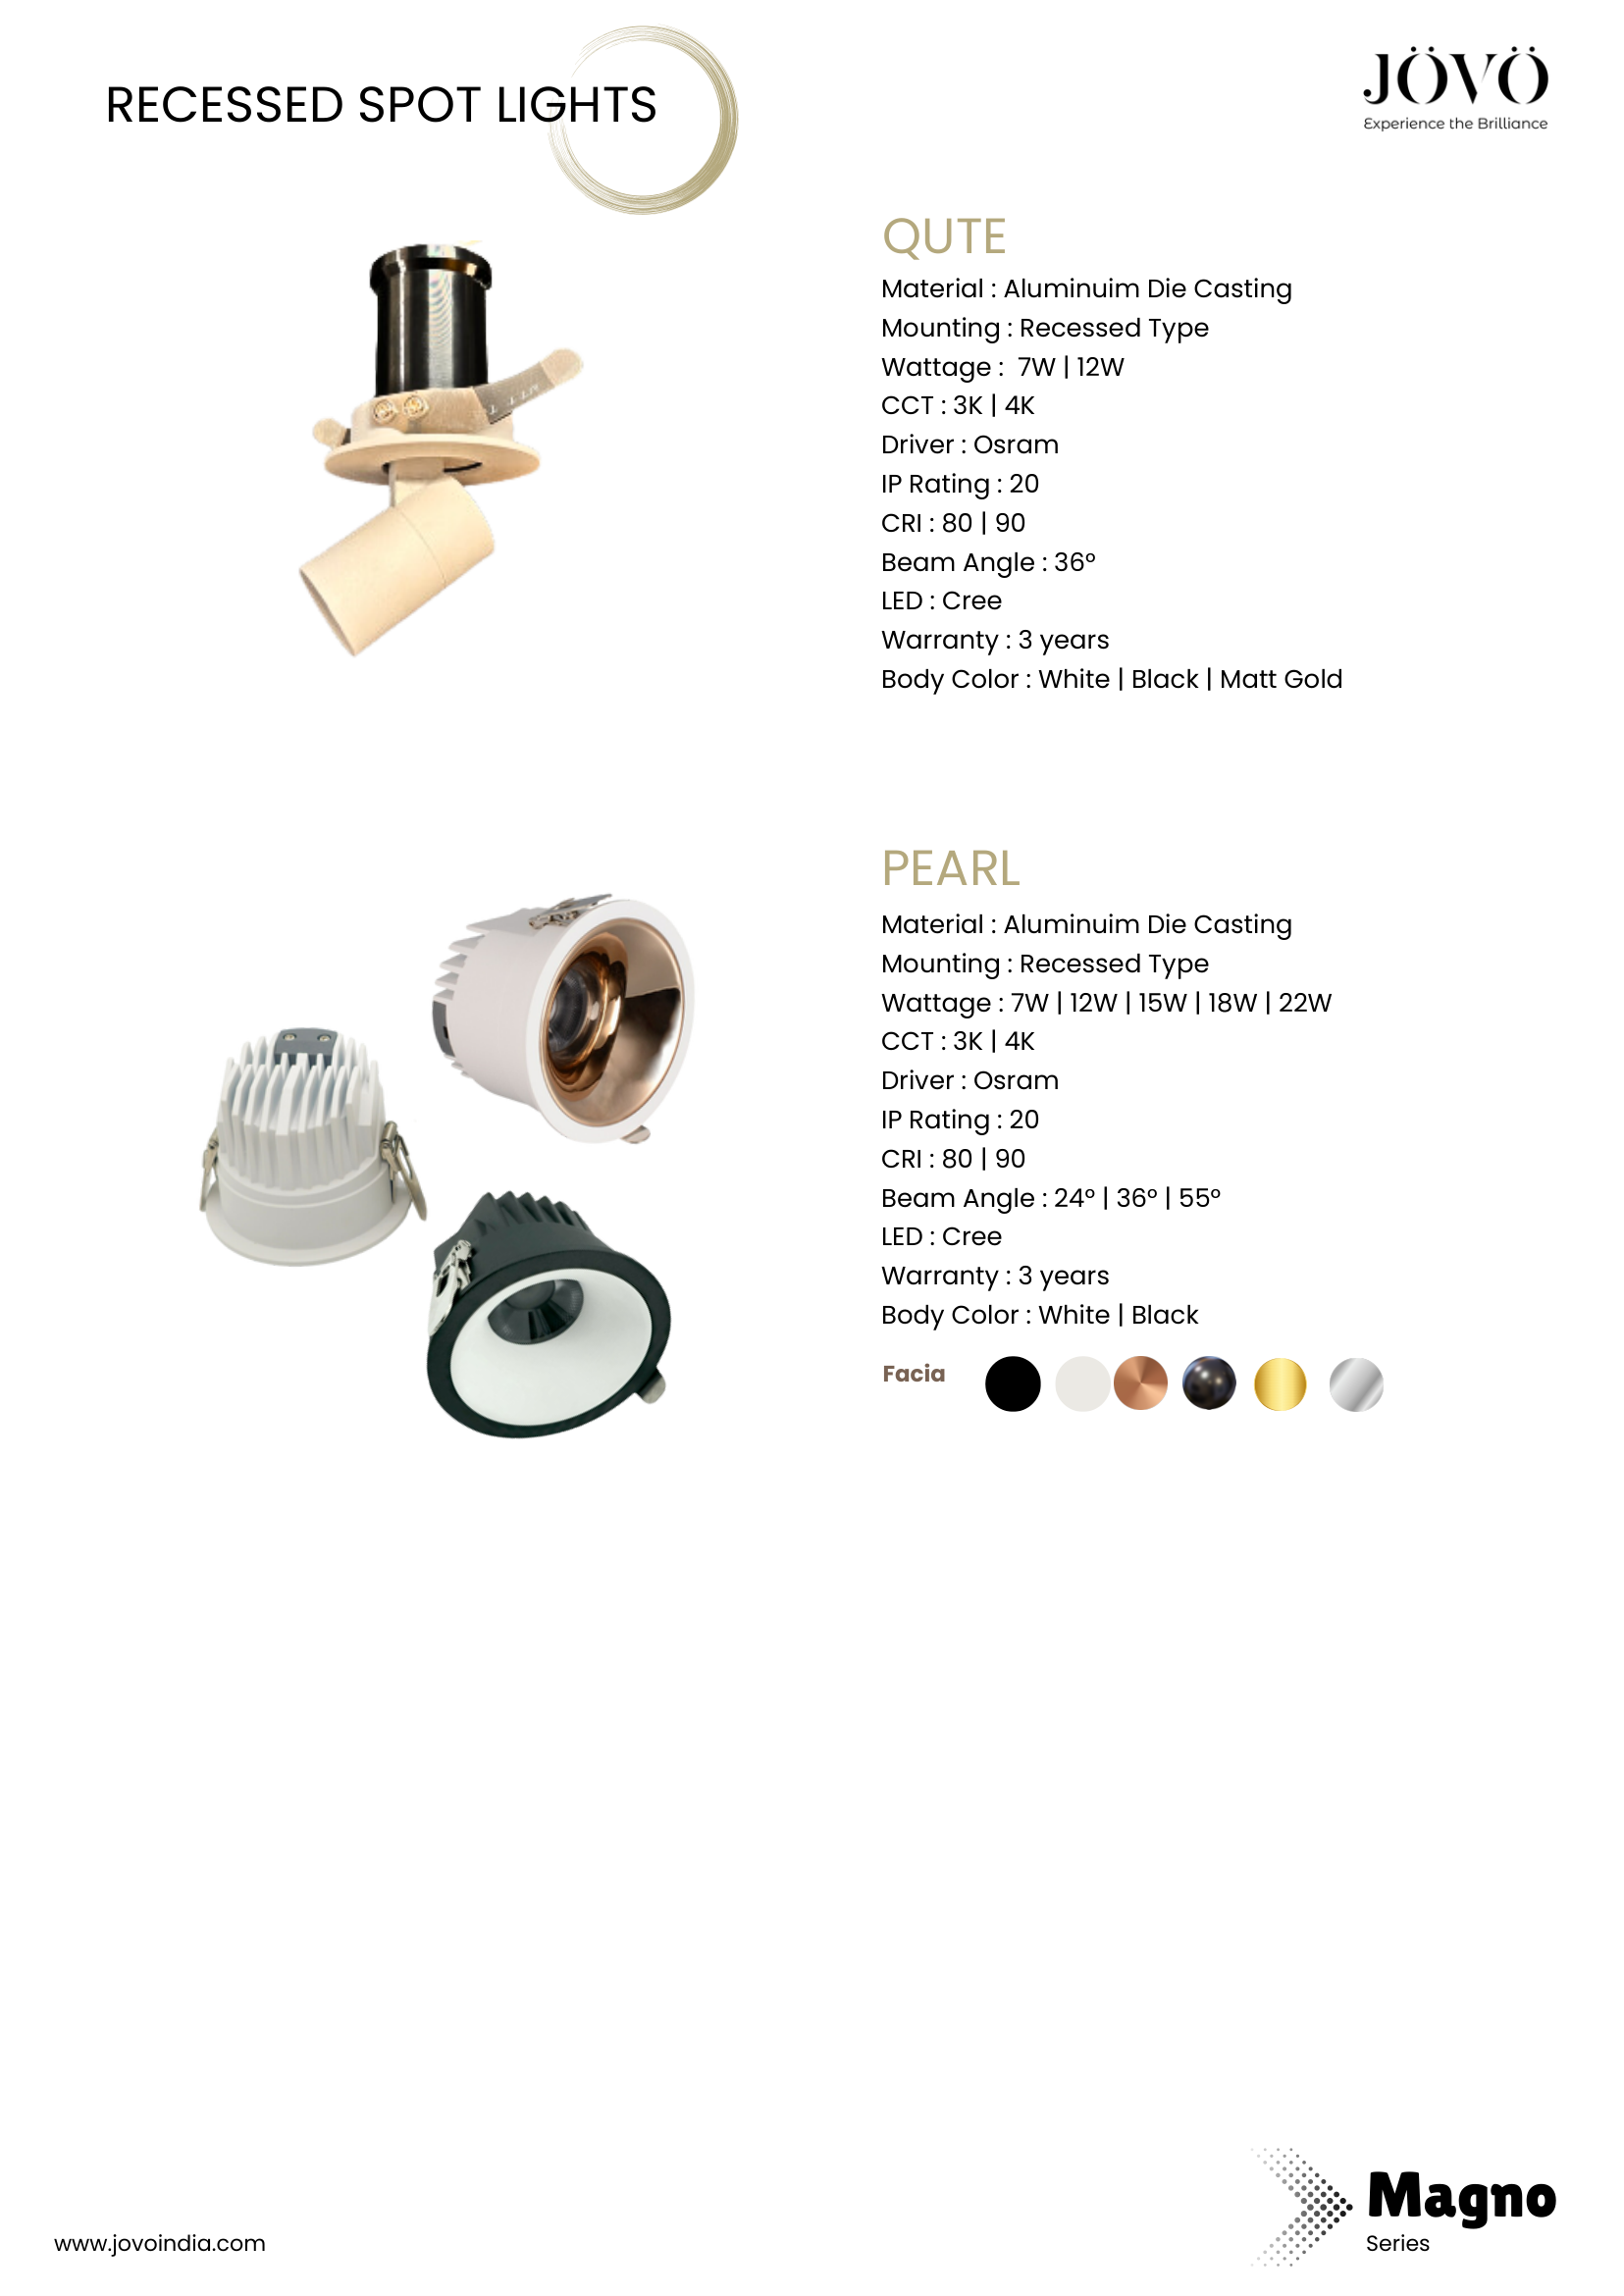 RECESSED SPOT LIGHTS
JÖVÖ
Experience the Brilliance
QUTE
Material : Aluminuim Die Casting
Mounting : Recessed Type
Wattage :  7W | 12W
CCT : 3K | 4K
Driver : Osram
IP Rating : 20
CRI : 80 | 90
Beam Angle : 36°
LED : Cree
Warranty : 3 years
Body Color : White | Black | Matt Gold
PEARL
Material : Aluminuim Die Casting
Mounting : Recessed Type
Wattage : 7W | 12W | 15W | 18W | 22W
CCT : 3K | 4K
Driver : Osram
IP Rating : 20
CRI : 80 | 90
Beam Angle : 24° | 36° | 55°
LED : Cree
Warranty : 3 years
Body Color : White | Black
Facia
Magno
Series
www.jovoindia.com